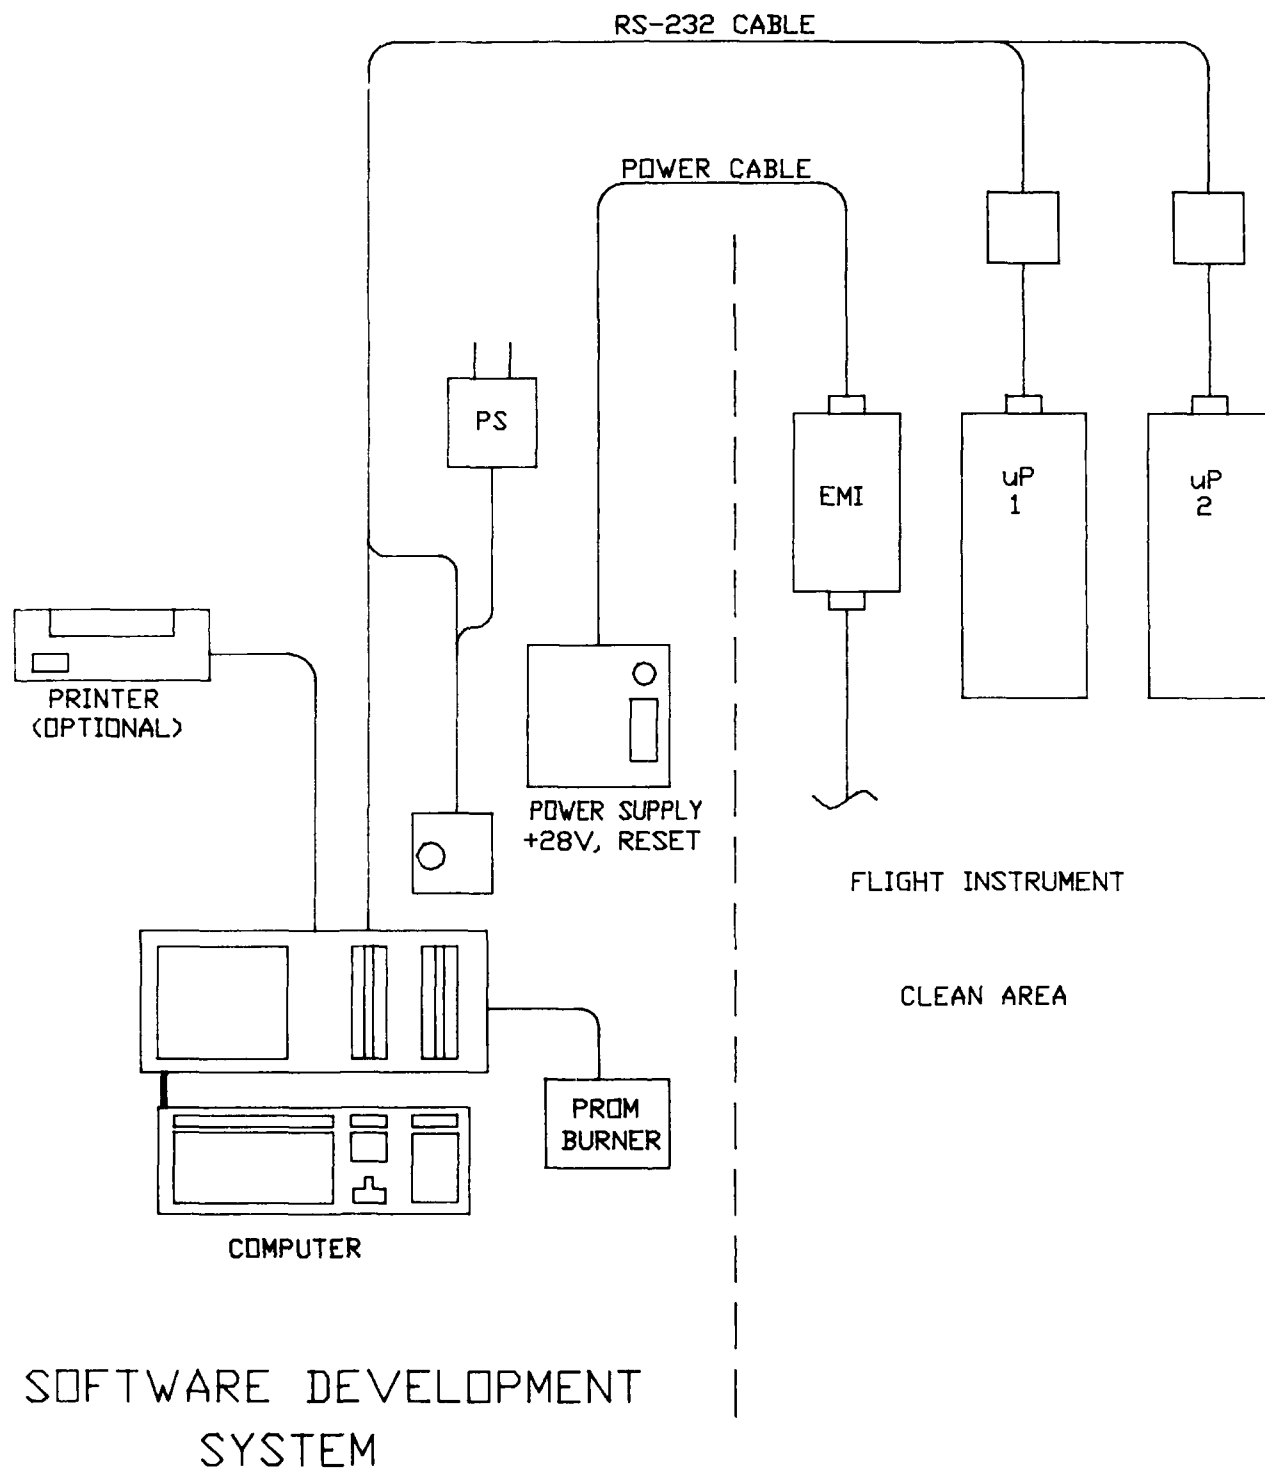 RS-232 CABLE
POWER CABLE
PS
EMI
uP
1
uP
2
PRINTER
(OPTIONAL)
POWER SUPPLY
+28V, RESET
FLIGHT INSTRUMENT
CLEAN AREA
PROM
BURNER
COMPUTER
SOFTWARE DEVELOPMENT
SYSTEM